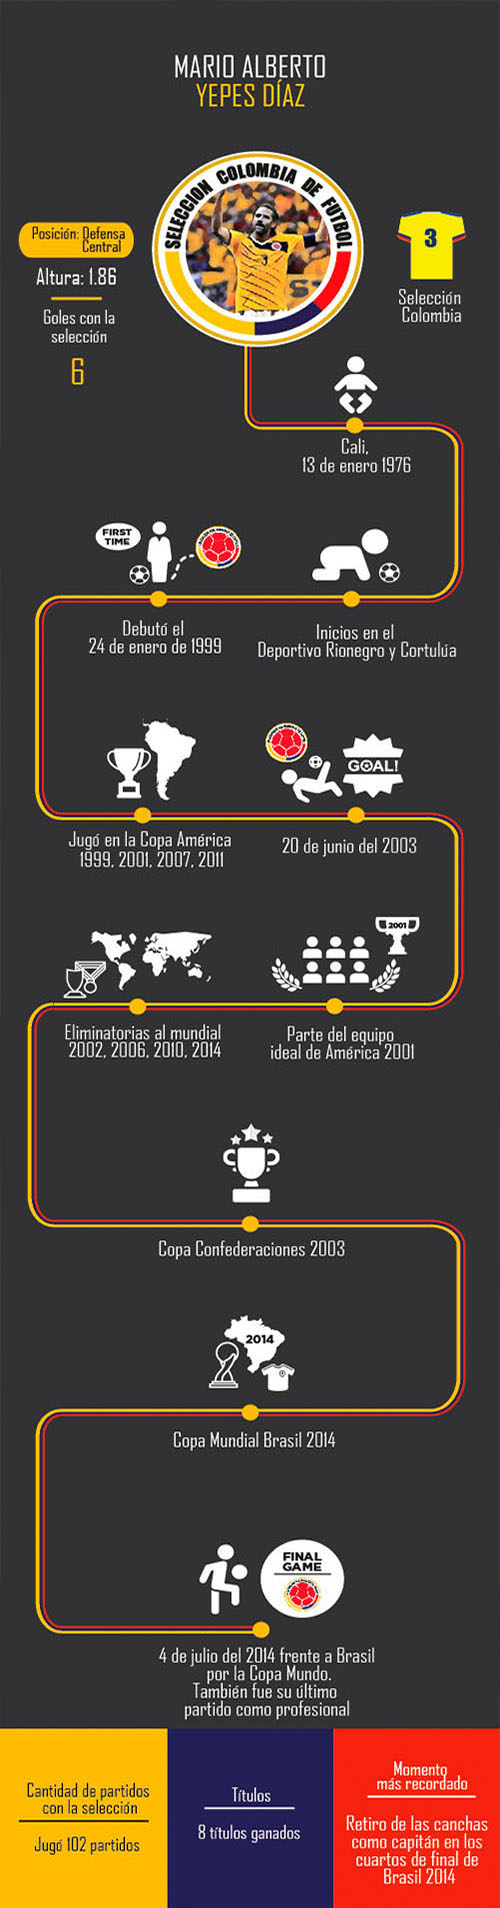 MARIO ALBERTO
YEPES DÍAZ
SELECCION COLOMBIA DE FUTBOL
Posición: Defensa
Central
Altura: 1.86
Goles con la
selección
6
3
Selección
Colombia
Cali,
13 de enero 1976
FIRST
TIME
Debutó el
24 de enero de 1999
Inicios en el
Deportivo Rionegro y Cortulúa
GOAL!
Jugó en la Copa América
1999, 2001, 2007, 2011
20 de junio del 2003
2001
Eliminatorias al mundial
2002, 2006, 2010, 2014
Parte del equipo
ideal de América 2001
Copa Confederaciones 2003
2014
Copa Mundial Brasil 2014
FINAL
GAME
4 de julio del 2014 frente a Brasil
por la Copa Mundo.
También fue su último
partido como profesional
Cantidad de partidos
con la selección
Jugó 102 partidos
Títulos
8 títulos ganados
Momento
más recordado
Retiro de las canchas
como capitán en los
cuartos de final de
Brasil 2014